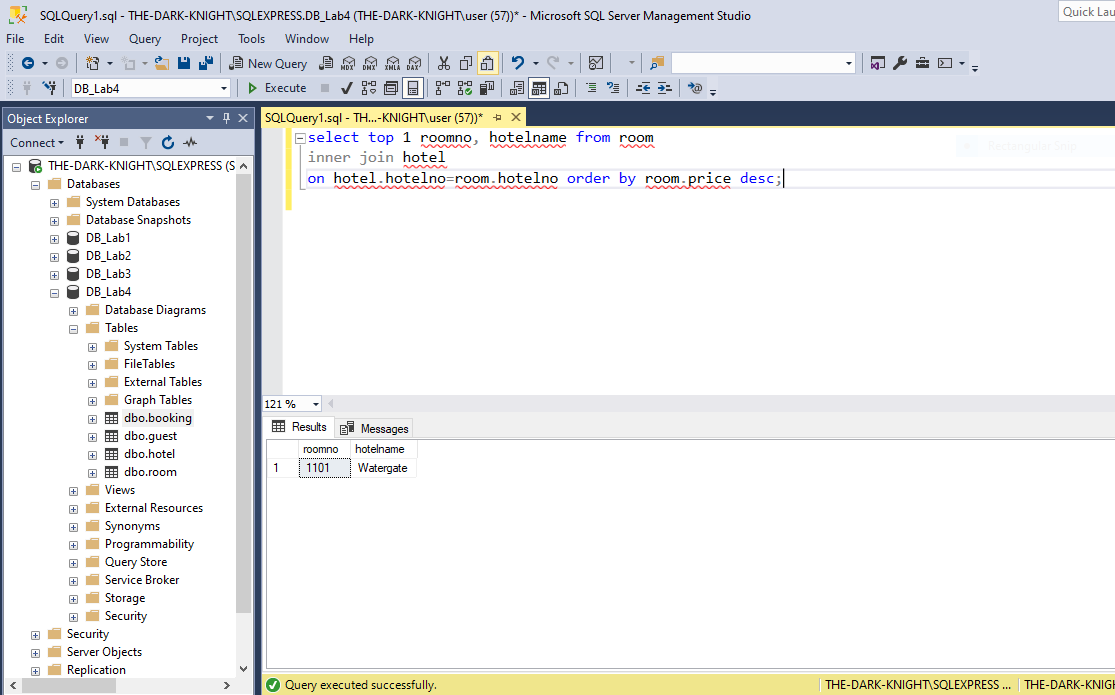 SQLQuery1.sql - THE-DARK-KNIGHT\SQLEXPRESS.DB_Lab4 (THE-DARK-KNIGHT\user (57))* - Microsoft SQL Server Management Studio
Quick Lau
File Edit View Query Project Tools Window Help
New Query MDX DMX XMLA DAX
DB_Lab4 Execute
Object Explorer
SQLQuery1.sql - TH...-KNIGHT\user (57))*
Connect
THE-DARK-KNIGHT\SQLEXPRESS (S
Databases
System Databases
Database Snapshots
DB_Lab1
DB_Lab2
DB_Lab3
DB_Lab4
Database Diagrams
Tables
System Tables
FileTables
External Tables
Graph Tables
dbo.booking
dbo.guest
dbo.hotel
dbo.room
Views
External Resources
Synonyms
Programmability
Query Store
Service Broker
Storage
Security
Security
Server Objects
Replication
select top 1 roomno, hotelname from room
inner join hotel
on hotel.hotelno=room.hotelno order by room.price desc;
Rectangular Snip
121 %
Results Messages
roomno hotelname
1 1101 Watergate
Query executed successfully.
THE-DARK-KNIGHT\SQLEXPRESS ... THE-DARK-KNIGH